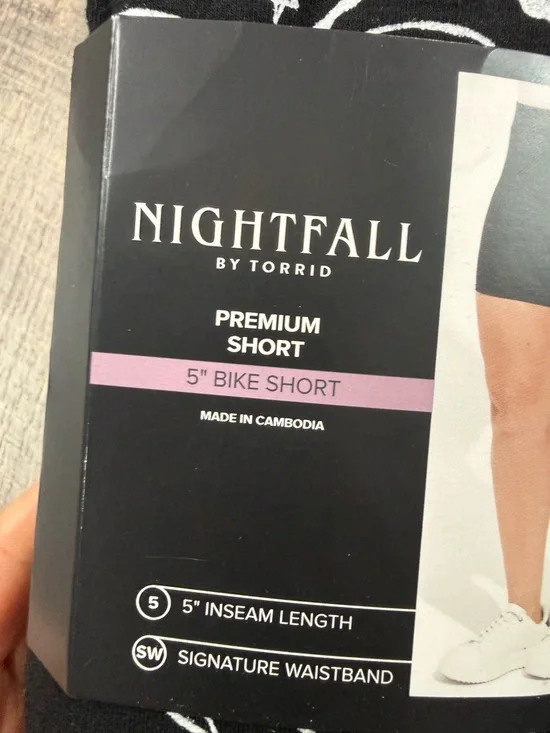 NIGHTFALL
BY TORRID
PREMIUM
SHORT
5" BIKE SHORT
MADE IN CAMBODIA
5 5" INSEAM LENGTH
SW SIGNATURE WAISTBAND